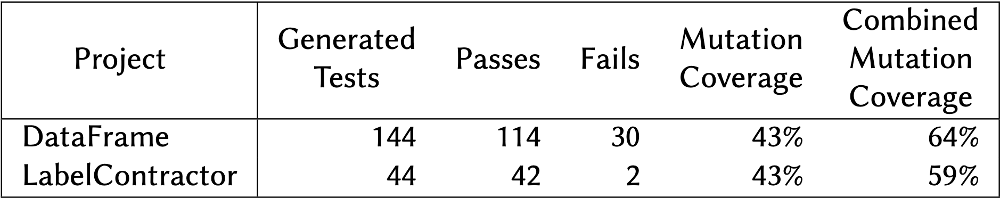 Project Generated Tests Passes Fails Mutation Coverage Combined Mutation Coverage
DataFrame 144 114 30 43% 64%
LabelContractor 44 42 2 43% 59%